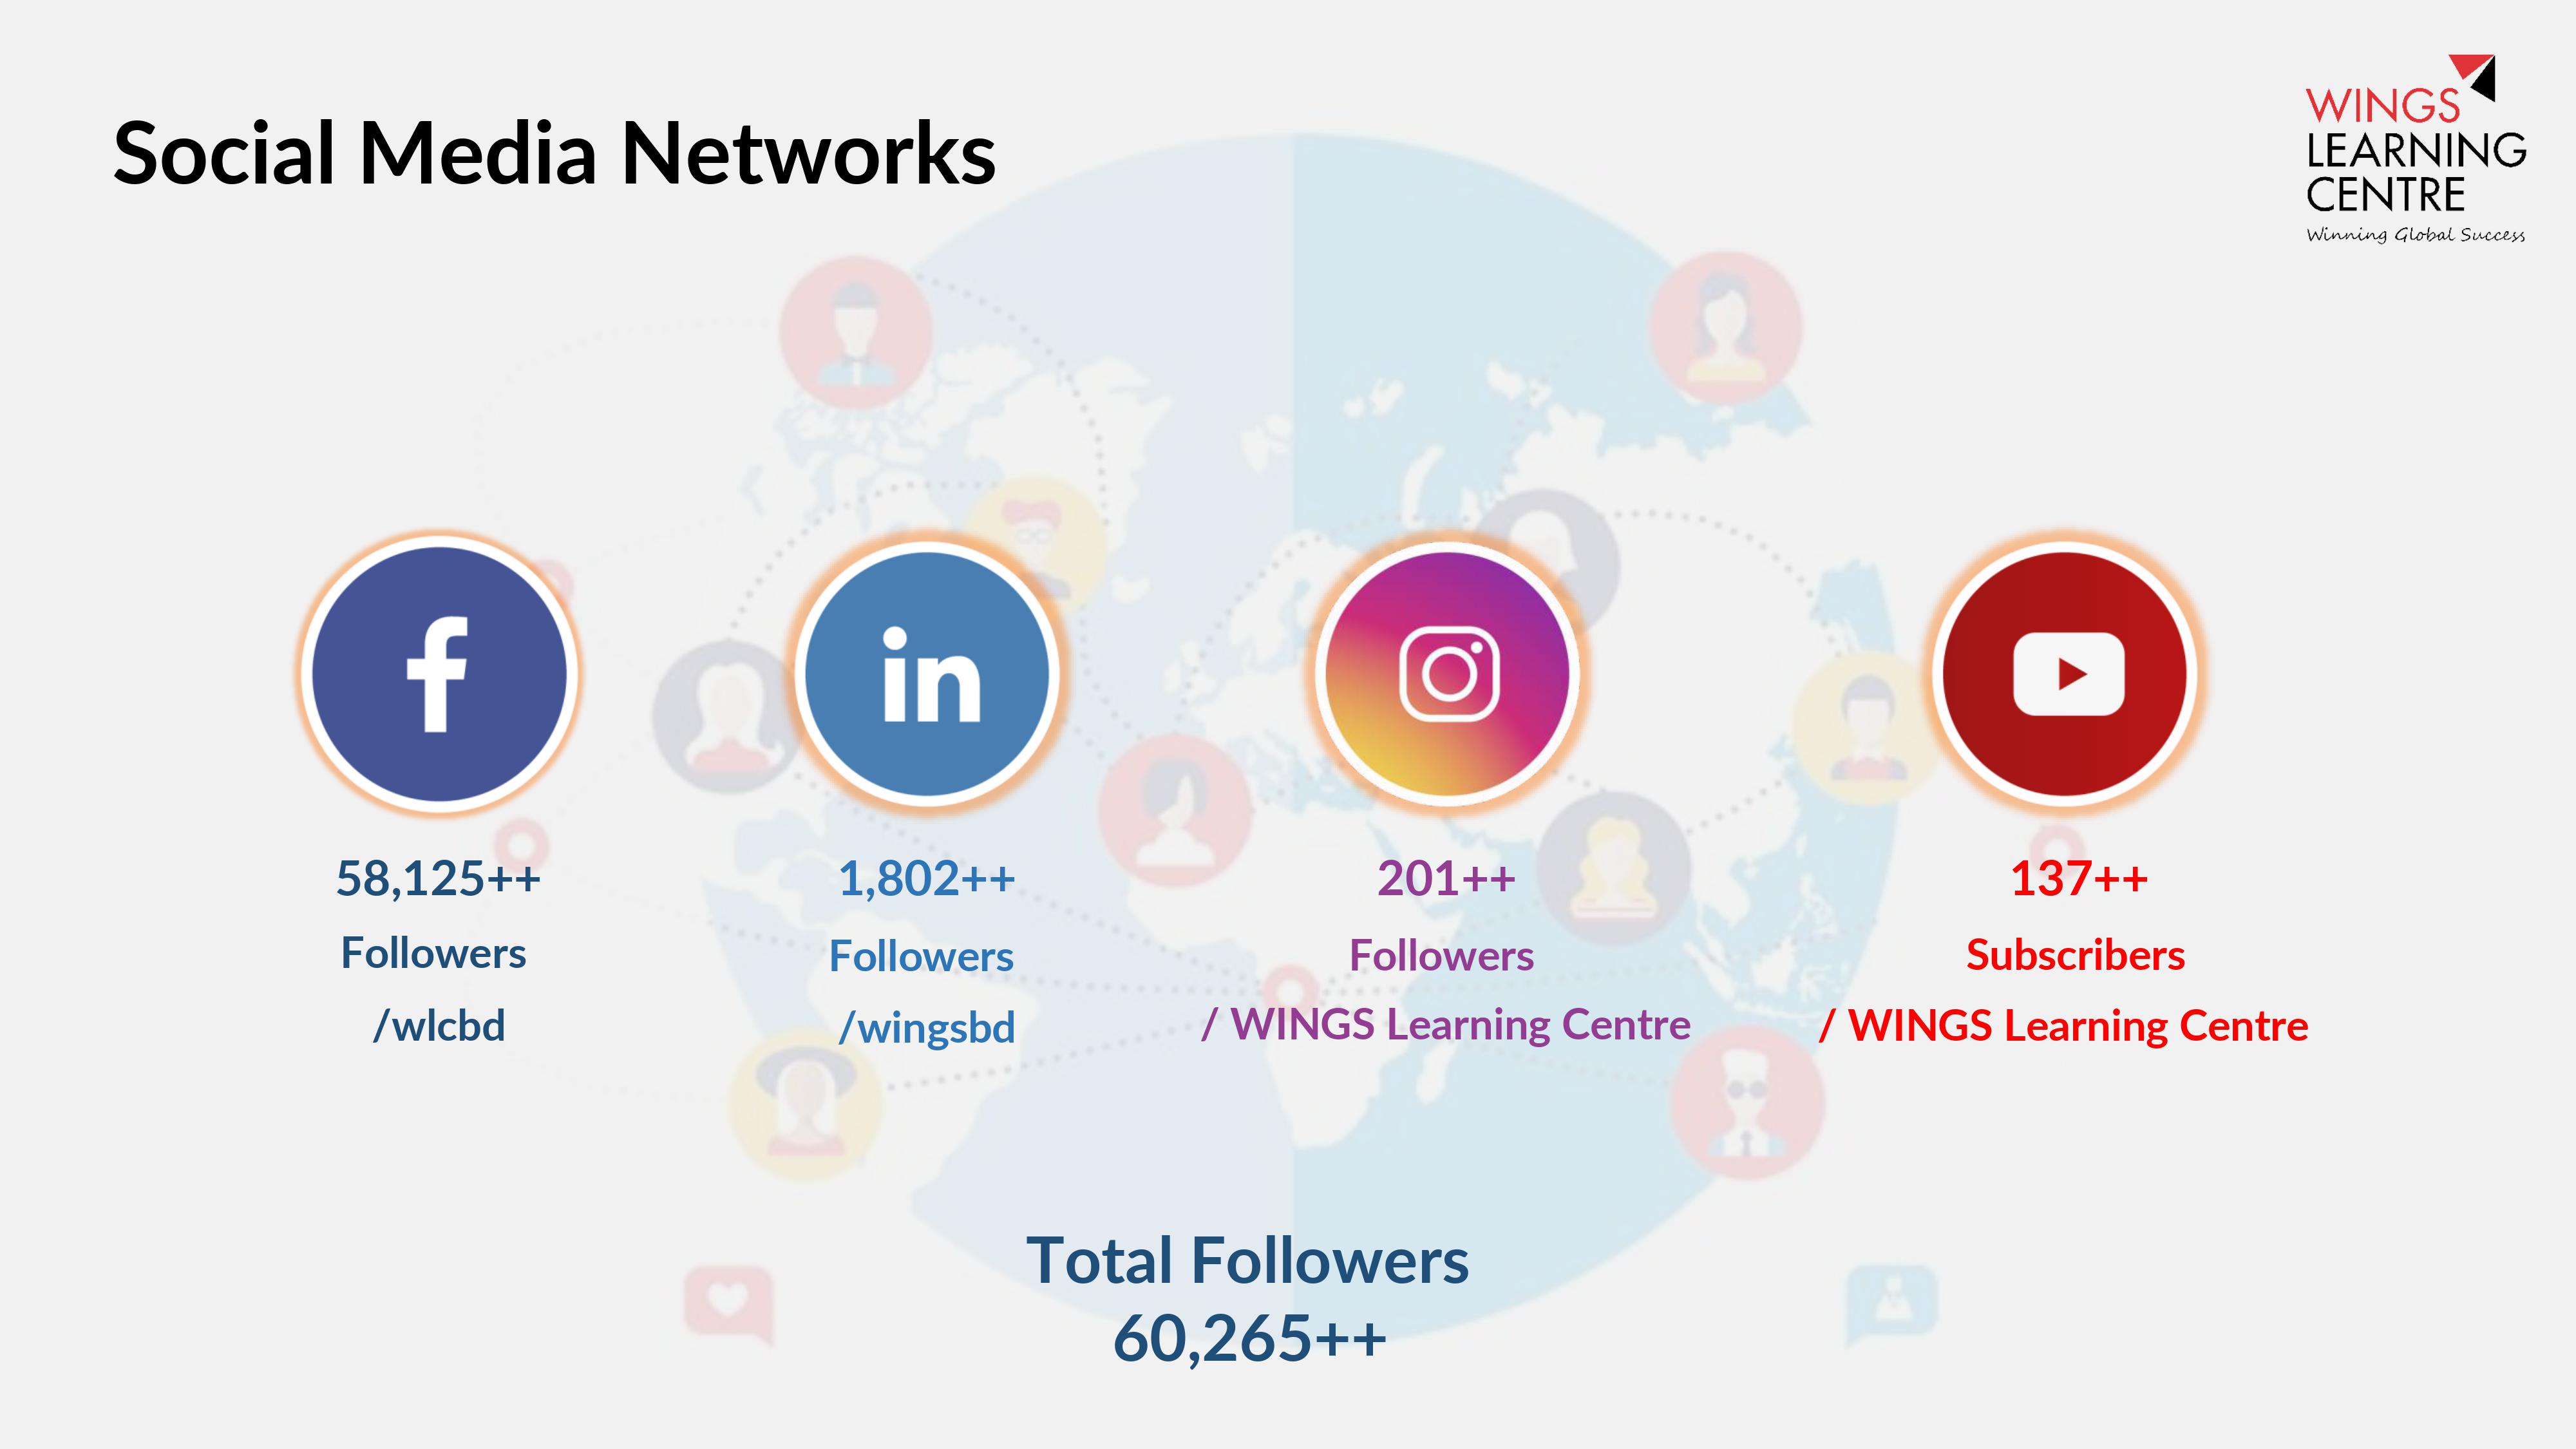 Social Media Networks
WINGS
LEARNING
CENTRE
Winning Global Success
58,125++
Followers
/wlcbd
1,802++
Followers
/wingsbd
201++
Followers
/ WINGS Learning Centre
137++
Subscribers
/ WINGS Learning Centre
Total Followers
60,265++